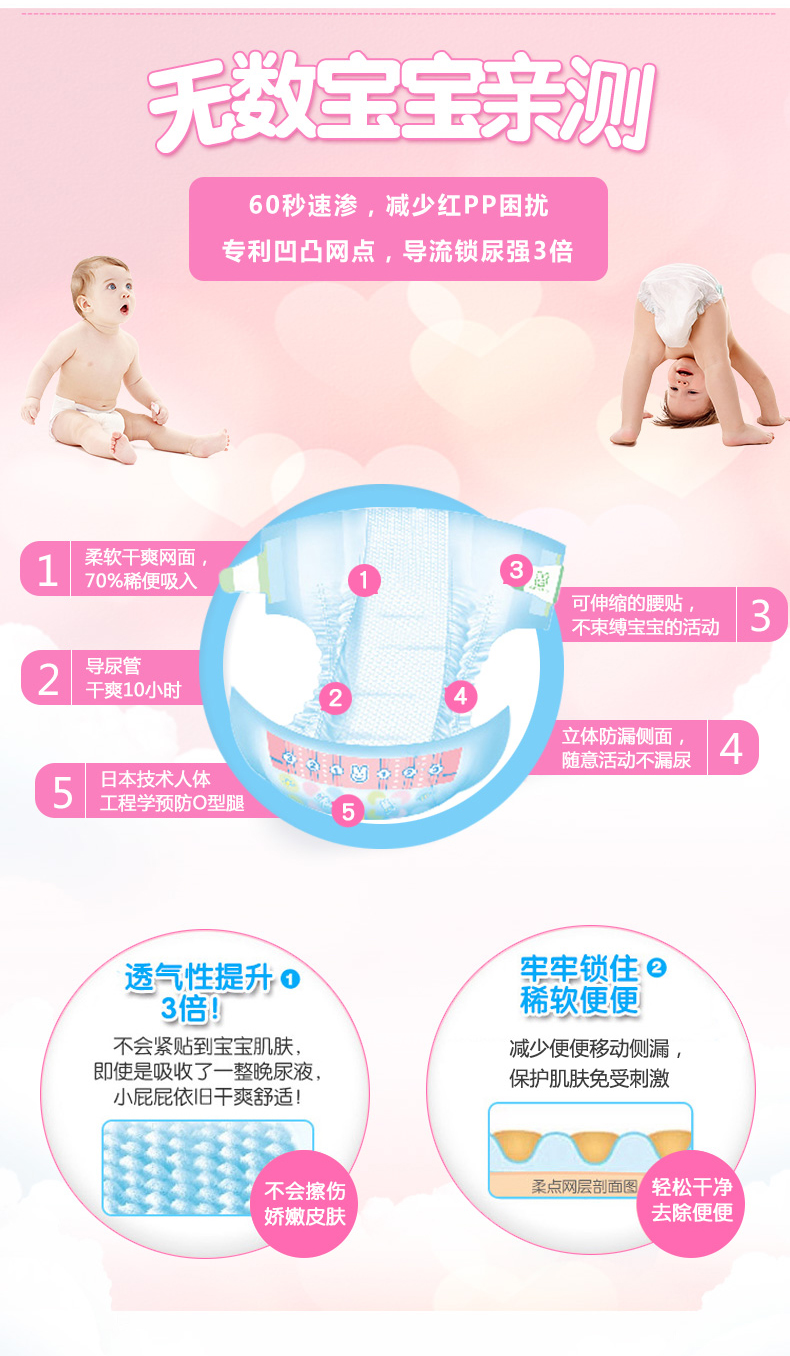 无数宝宝亲测
60秒速渗，减少红PP困扰
专利凹凸网点，导流锁尿强3倍
1
柔软干爽网面，
70%稀便吸入
1
3
可伸缩的腰贴，
不束缚宝宝的活动
3
2
导尿管
干爽10小时
2
4
立体防漏侧面，
随意活动不漏尿
4
5
日本技术人体
工程学预防O型腿
3 2 1 1 2 3
5
透气性提升 1
3倍！
不会紧贴到宝宝肌肤，
即使是吸收了一整晚尿液，
小屁屁依旧干爽舒适！
不会擦伤
娇嫩皮肤
牢牢锁住 2
稀软便便
减少便便移动侧漏，
保护肌肤免受刺激
柔点网层剖面图
轻松干净
去除便便